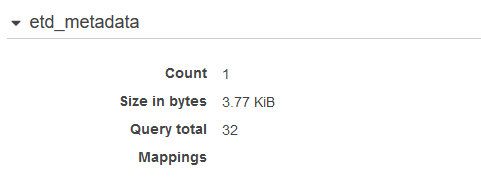 etd_metadata
Count 1
Size in bytes 3.77 KiB
Query total 32
Mappings